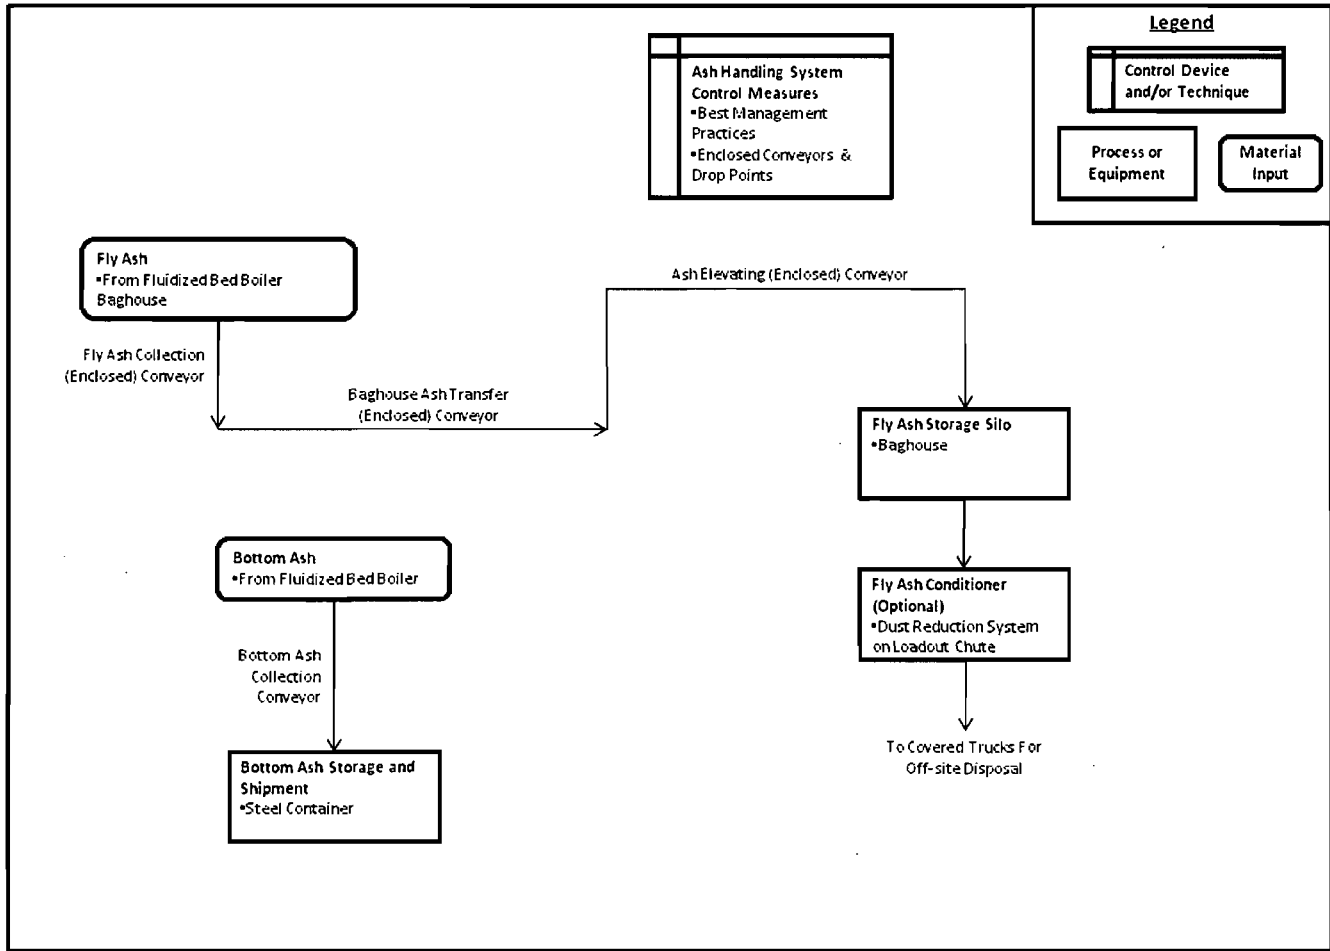 Legend
Control Device
and/or Technique
Process or
Equipment
Material
Input
Ash Handling System
Control Measures
▪Best Management
Practices
▪Enclosed Conveyors &
Drop Points
Fly Ash
▪From Fluidized Bed Boiler
Baghouse
Ash Elevating (Enclosed) Conveyor
Fly Ash Collection
(Enclosed) Conveyor
Baghouse Ash Transfer
(Enclosed) Conveyor
Fly Ash Storage Silo
▪Baghouse
Bottom Ash
▪From Fluidized Bed Boiler
Fly Ash Conditioner
(Optional)
▪Dust Reduction System
on Loadout Chute
Bottom Ash
Collection
Conveyor
To Covered Trucks For
Off-site Disposal
Bottom Ash Storage and
Shipment
▪Steel Container